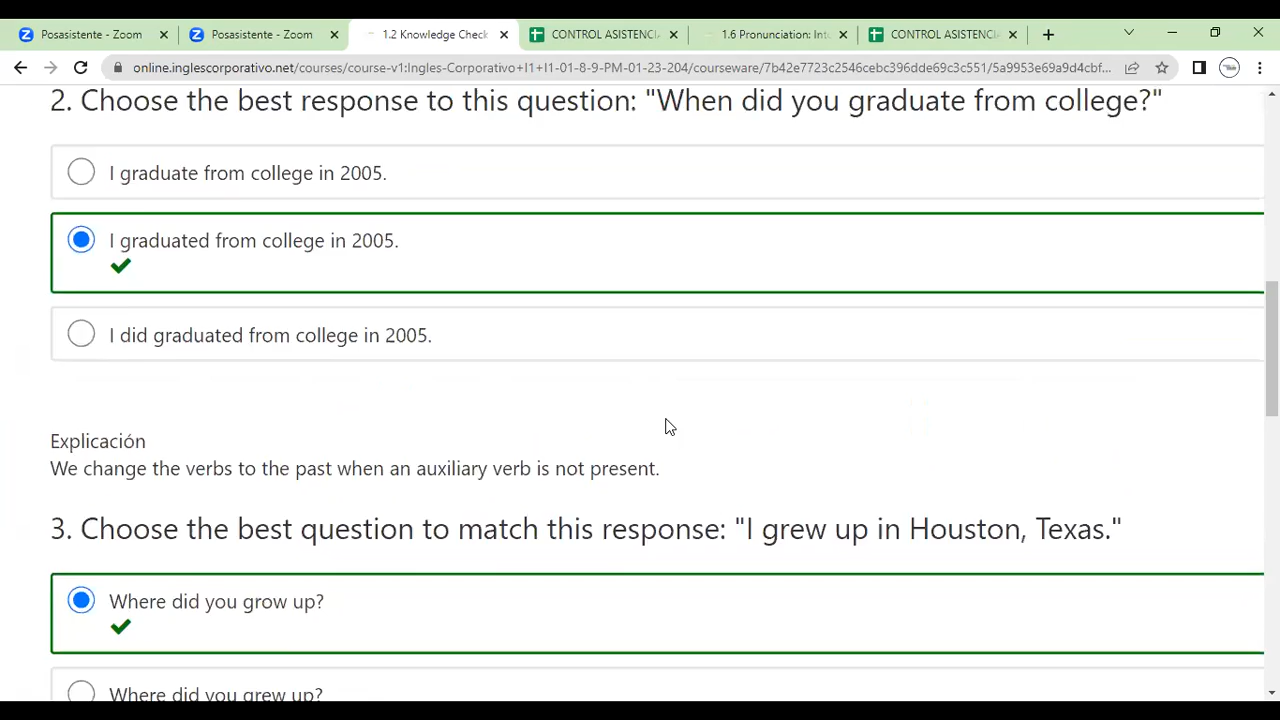 Posasistente - Zoom
Posasistente - Zoom
1.2 Knowledge Check
CONTROL ASISTENCIA
1.6 Pronunciation: Into
CONTROL ASISTENCIA
online.inglescorporativo.net/courses/course-v1:Ingles-Corporativo+I1+I1-01-8-9-PM-01-23-204/courseware/7b42e7723c2546cebc396dde69c3c551/5a9953e69a9d4cbf...
2. Choose the best response to this question: "When did you graduate from college?"
I graduate from college in 2005.
I graduated from college in 2005.
I did graduated from college in 2005.
Explicación
We change the verbs to the past when an auxiliary verb is not present.
3. Choose the best question to match this response: "I grew up in Houston, Texas."
Where did you grow up?
Where did you grew up?